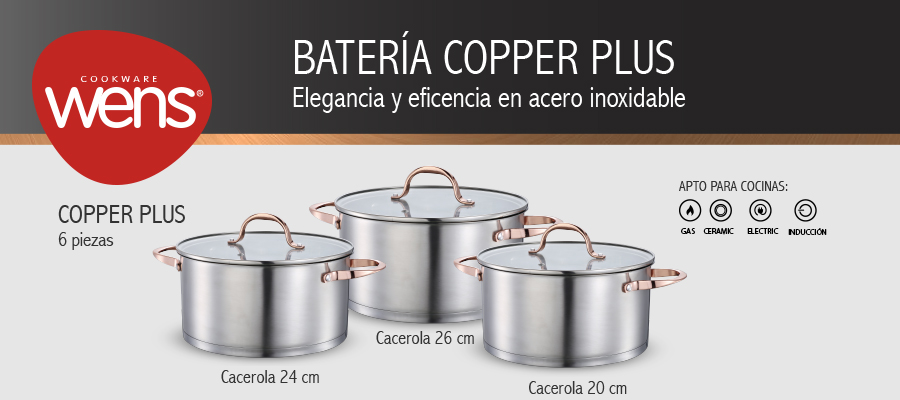 COOKWARE
wens®
BATERÍA COPPER PLUS
Elegancia y eficencia en acero inoxidable
COPPER PLUS
6 piezas
APTO PARA COCINAS:
GAS CERAMIC ELECTRIC INDUCCIÓN
Cacerola 26 cm
Cacerola 24 cm
Cacerola 20 cm